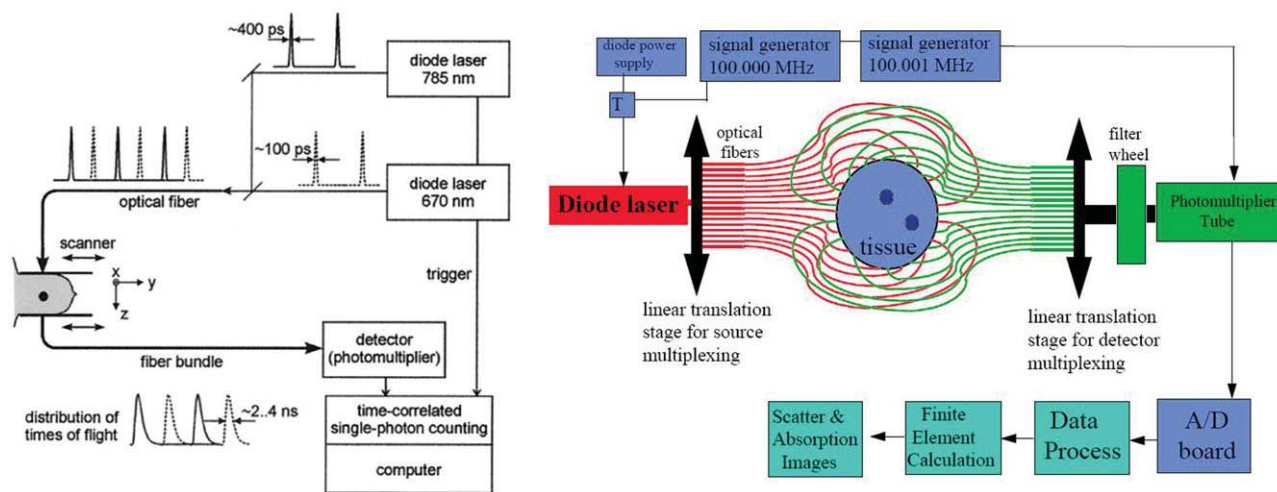 ~400 ps
diode laser
785 nm
~100 ps
diode laser
670 nm
optical fiber
scanner
x
y
z
trigger
detector
(photomultiplier)
fiber bundle
distribution of
times of flight
~2..4 ns
time-correlated
single-photon counting
computer
diode power
supply
signal generator
100.000 MHz
signal generator
100.001 MHz
T
optical
fibers
filter
wheel
Diode laser
tissue
Photomultiplier
Tube
linear translation
stage for source
multiplexing
linear translation
stage for detector
multiplexing
Scatter &
Absorption
Images
Finite
Element
Calculation
Data
Process
A/D
board